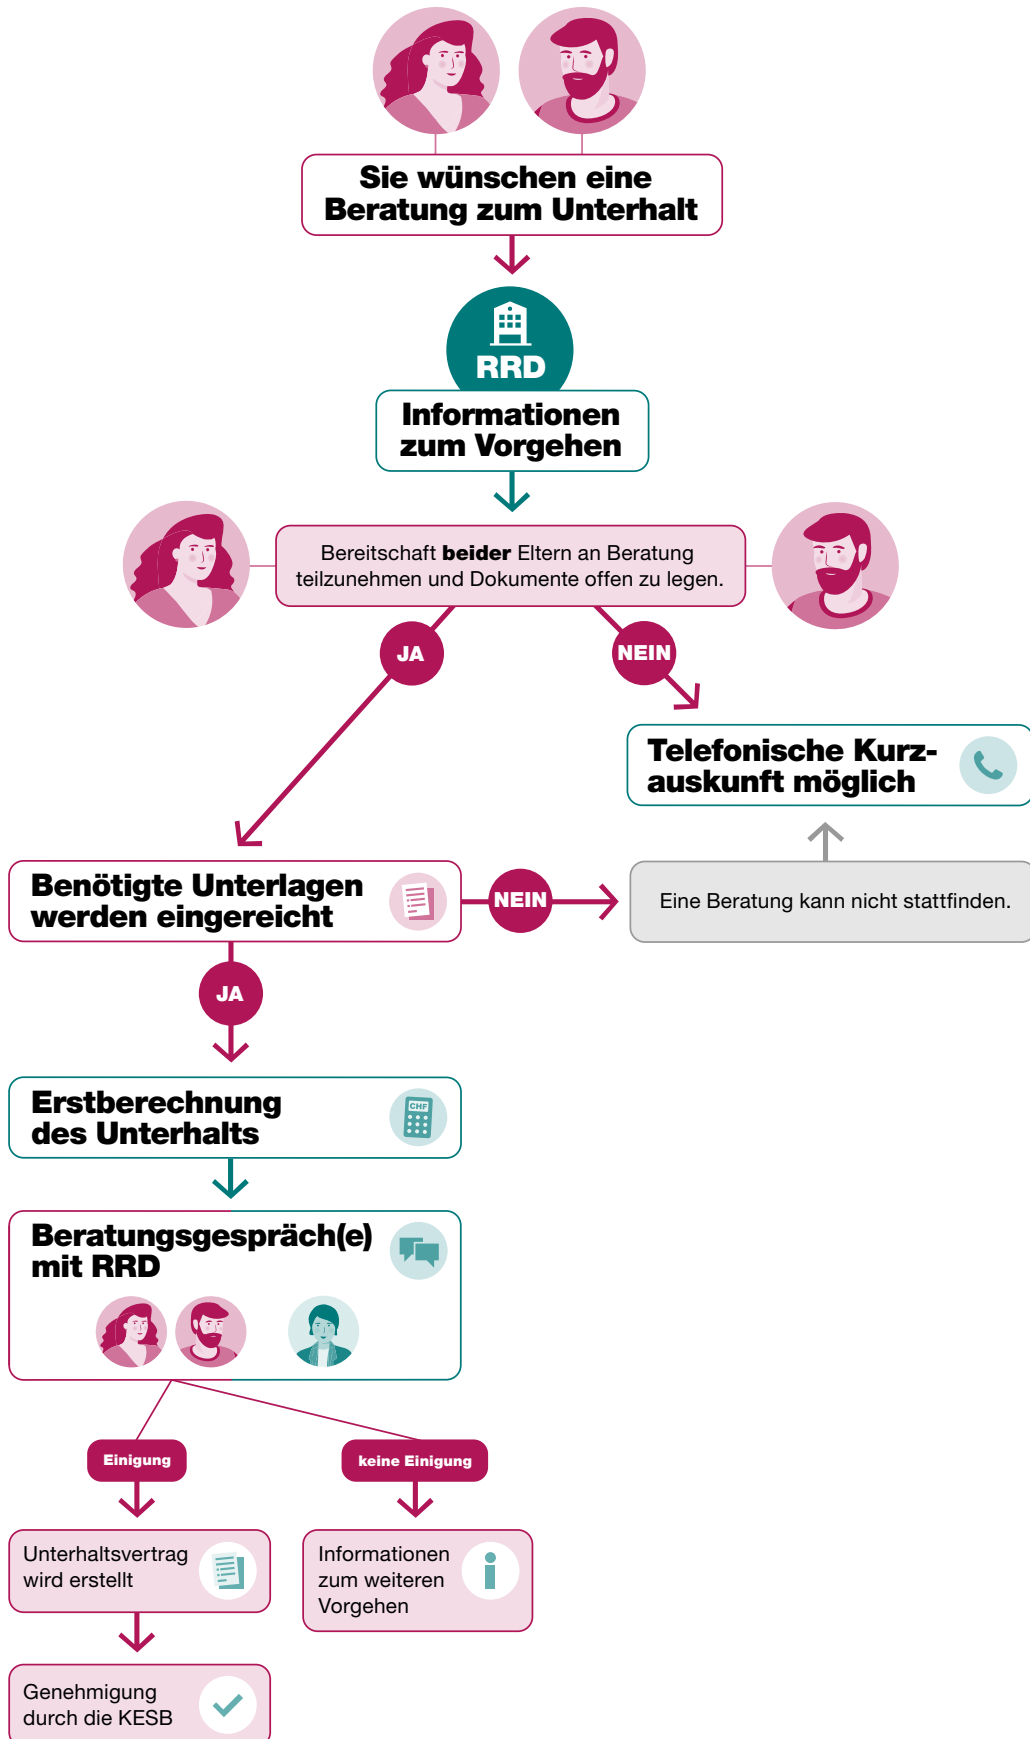 Sie wünschen eine
Beratung zum Unterhalt
RRD
Informationen
zum Vorgehen
Bereitschaft beider Eltern an Beratung
teilzunehmen und Dokumente offen zu legen.
JA
NEIN
Telefonische Kurz-
auskunft möglich
Benötigte Unterlagen
werden eingereicht
NEIN
Eine Beratung kann nicht stattfinden.
JA
Erstberechnung
des Unterhalts
CHF
Beratungsgespräch(e)
mit RRD
Einigung
keine Einigung
Unterhaltsvertrag
wird erstellt
Informationen
zum weiteren
Vorgehen
Genehmigung
durch die KESB